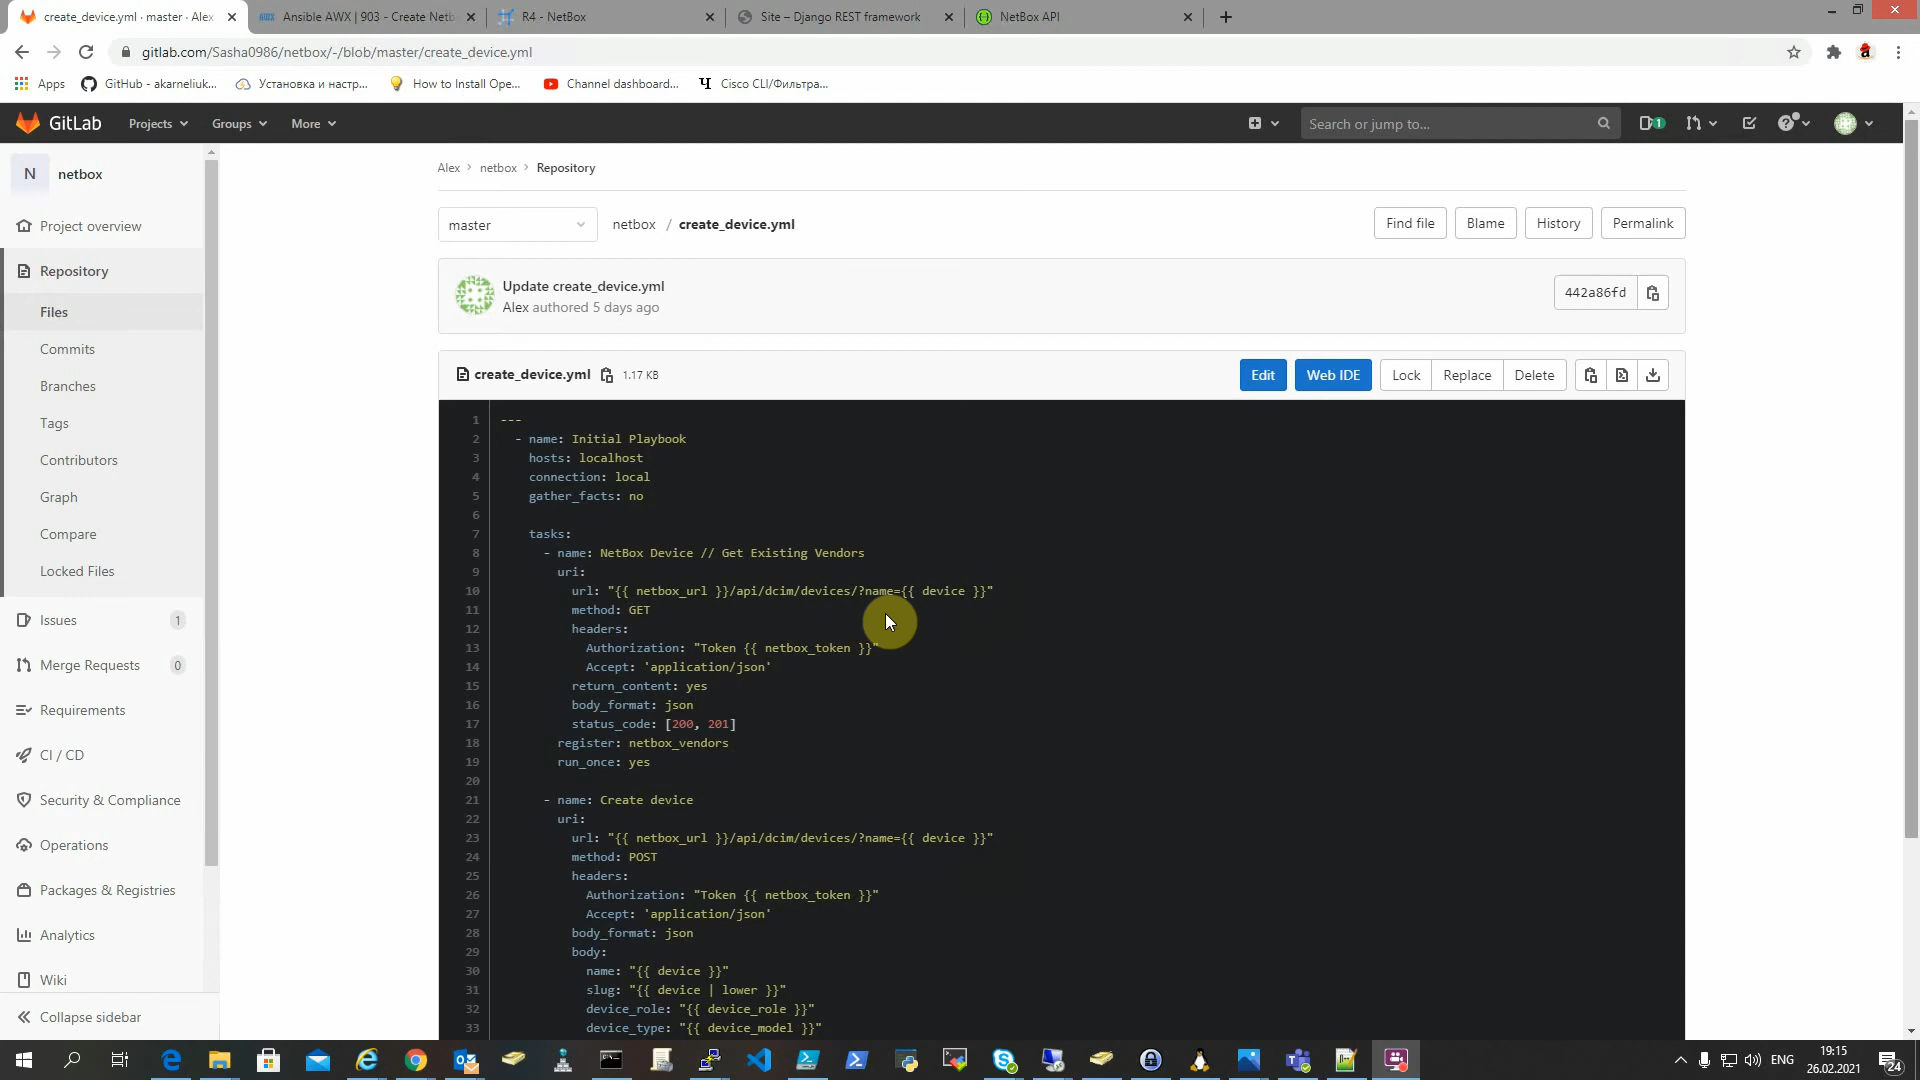 create_device.yml · master · Alex
Ansible AWX | 903 - Create Netb
R4 - NetBox
Site – Django REST framework
NetBox API
gitlab.com/Sasha0986/netbox/-/blob/master/create_device.yml
Apps
GitHub - akarneliuk...
Установка и настр...
How to Install Ope...
Channel dashboard...
Cisco CLI/Фильтра...
GitLab
Projects
Groups
More
Search or jump to...
1
N
netbox
Project overview
Repository
Files
Commits
Branches
Tags
Contributors
Graph
Compare
Locked Files
Issues
1
Merge Requests
0
Requirements
CI / CD
Security & Compliance
Operations
Packages & Registries
Analytics
Wiki
Collapse sidebar
Alex > netbox > Repository
master
netbox / create_device.yml
Find file
Blame
History
Permalink
Update create_device.yml
Alex authored 5 days ago
442a86fd
create_device.yml
1.17 KB
Edit
Web IDE
Lock
Replace
Delete
1 ---
2 - name: Initial Playbook
3 hosts: localhost
4 connection: local
5 gather_facts: no
6
7 tasks:
8 - name: NetBox Device // Get Existing Vendors
9 uri:
10 url: "{{ netbox_url }}/api/dcim/devices/?name={{ device }}"
11 method: GET
12 headers:
13 Authorization: "Token {{ netbox_token }}"
14 Accept: 'application/json'
15 return_content: yes
16 body_format: json
17 status_code: [200, 201]
18 register: netbox_vendors
19 run_once: yes
20
21 - name: Create device
22 uri:
23 url: "{{ netbox_url }}/api/dcim/devices/?name={{ device }}"
24 method: POST
25 headers:
26 Authorization: "Token {{ netbox_token }}"
27 Accept: 'application/json'
28 body_format: json
29 body:
30 name: "{{ device }}"
31 slug: "{{ device | lower }}"
32 device_role: "{{ device_role }}"
33 device_type: "{{ device_model }}"
ENG
19:15
26.02.2021
24